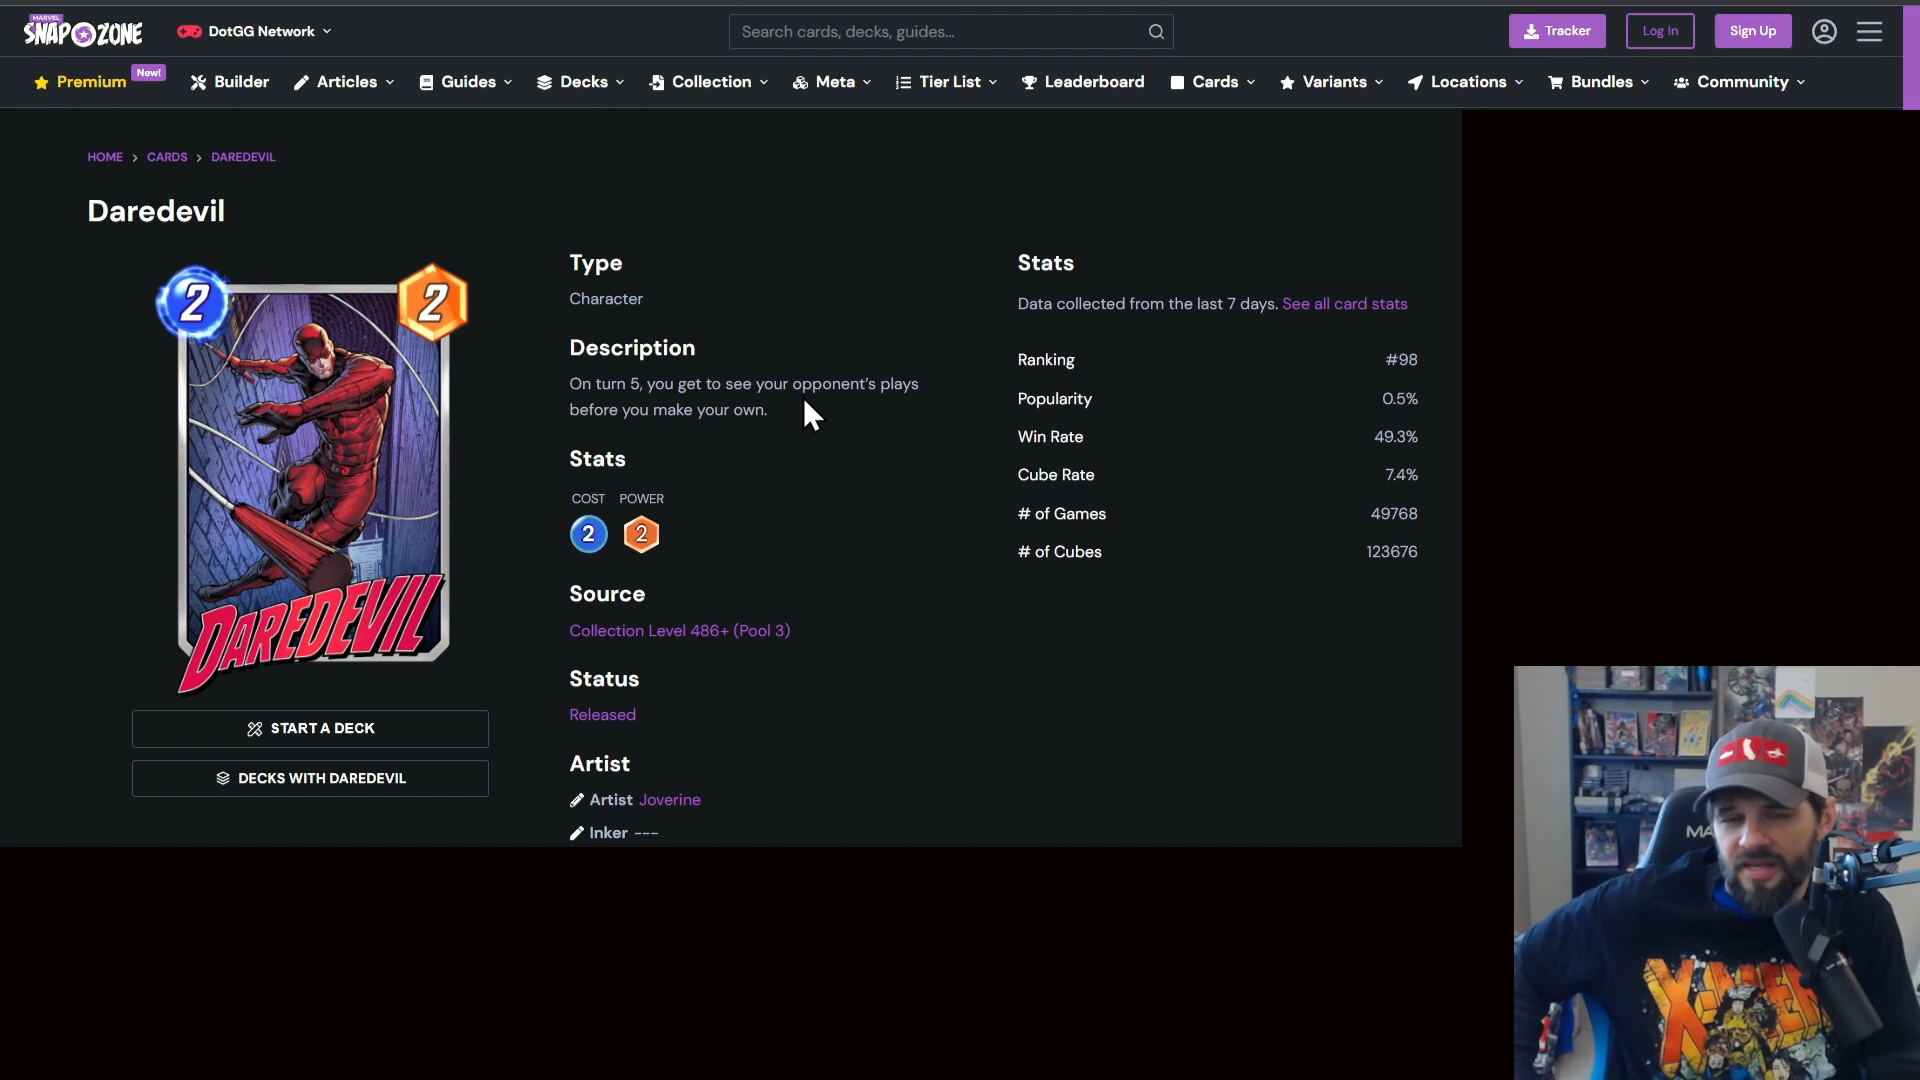 MARVEL
SNAP ZONE
DotGG Network
Search cards, decks, guides...
Tracker
Log In
Sign Up
Premium
New!
Builder
Articles
Guides
Decks
Collection
Meta
Tier List
Leaderboard
Cards
Variants
Locations
Bundles
Community
HOME > CARDS > DAREDEVIL
Daredevil
2
2
DAREDEVIL
START A DECK
DECKS WITH DAREDEVIL
Type
Character
Description
On turn 5, you get to see your opponent's plays
before you make your own.
Stats
COST POWER
2 2
Source
Collection Level 486+ (Pool 3)
Status
Released
Artist
Artist Joverine
Inker ---
Stats
Data collected from the last 7 days. See all card stats
Ranking #98
Popularity 0.5%
Win Rate 49.3%
Cube Rate 7.4%
# of Games 49768
# of Cubes 123676
MA
X-MEN